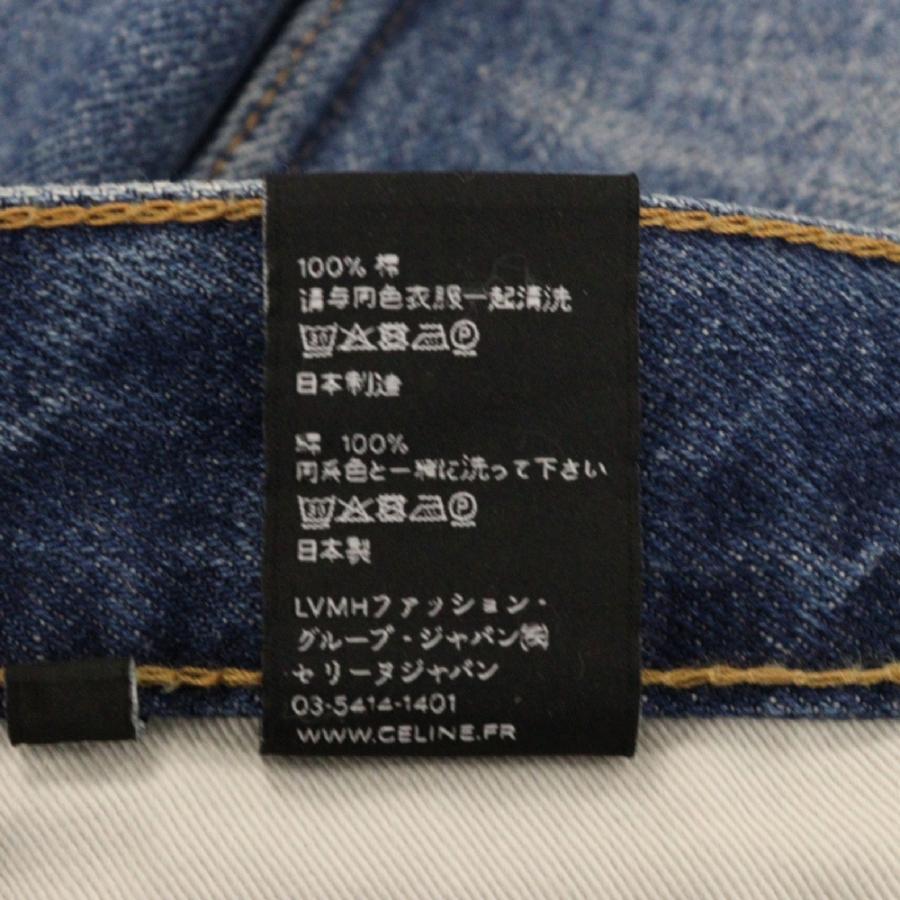 100% 棉
请与同色衣服一起清洗
30 P
日本制造
綿 100%
同系色と一緒に洗って下さい
30 P
日本製
LVMHファッション・
グループ・ジャパン㈱
セリーヌジャパン
03-5414-1401
WWW.CELINE.FR